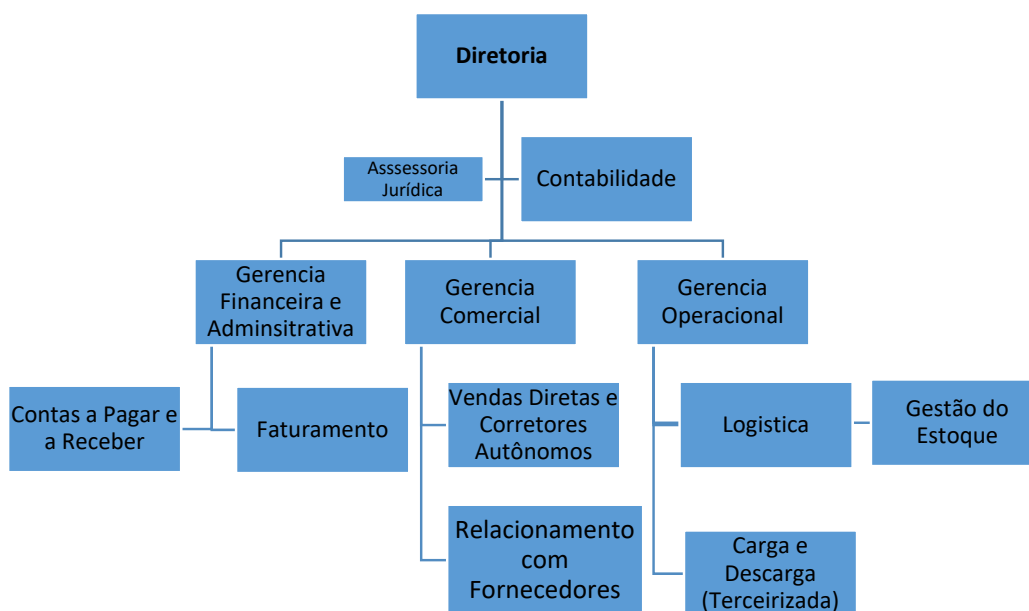 Diretoria
Asssessoria
Jurídica
Contabilidade
Gerencia
Financeira e
Adminsitrativa
Gerencia
Comercial
Gerencia
Operacional
Contas a Pagar e
a Receber
Faturamento
Vendas Diretas e
Corretores
Autônomos
Logistica
Gestão do
Estoque
Relacionamento
com
Fornecedores
Carga e
Descarga
(Terceirizada)